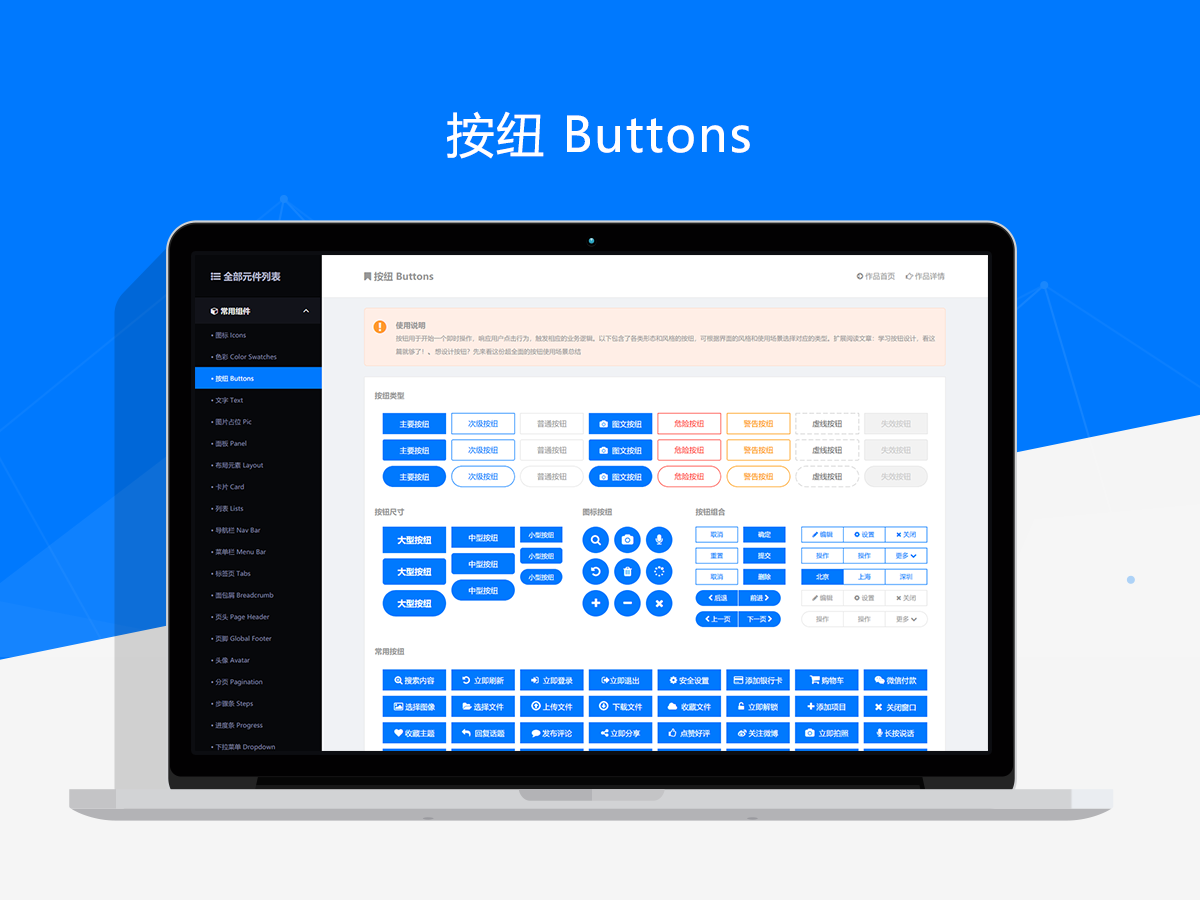 按纽 Buttons
全部元件列表
常用组件
• 图标 Icons
• 色彩 Color Swatches
• 按钮 Buttons
• 文字 Text
• 图片占位 Pic
• 面板 Panel
• 布局元素 Layout
• 卡片 Card
• 列表 Lists
• 导航栏 Nav Bar
• 菜单栏 Menu Bar
• 标签页 Tabs
• 面包屑 Breadcrumb
• 页头 Page Header
• 页脚 Global Footer
• 头像 Avatar
• 分页 Pagination
• 步骤条 Steps
• 进度条 Progress
• 下拉菜单 Dropdown
按钮 Buttons
作品首页 作品详情
使用说明
按钮用于开始一个即时操作，响应用户点击行为，触发相应的业务逻辑。以下包含了各类形态和风格的按钮，可根据界面的风格和使用场景选择对应的类型。扩展阅读文章：学习按钮设计，看这
篇就够了！。想设计按钮？先来看这份超全面的按钮使用场景总结
按钮类型
主要按钮 次级按钮 普通按钮 图文按钮 危险按钮 警告按钮 虚线按钮 失效按钮
主要按钮 次级按钮 普通按钮 图文按钮 危险按钮 警告按钮 虚线按钮 失效按钮
主要按钮 次级按钮 普通按钮 图文按钮 危险按钮 警告按钮 虚线按钮 失效按钮
按钮尺寸
大型按钮 中型按钮 小型按钮
大型按钮 中型按钮 小型按钮
大型按钮 中型按钮 小型按钮
图标按钮
按钮组合
取消 确定
重置 提交
取消 删除
后退 前进
上一页 下一页
编辑 设置 关闭
操作 操作 更多
北京 上海 深圳
编辑 设置 关闭
操作 操作 更多
常用按钮
搜索内容 立即刷新 立即登录 立即退出 安全设置 添加银行卡 购物车 微信付款
选择图像 选择文件 上传文件 下载文件 收藏文件 立即解锁 添加项目 关闭窗口
收藏主题 回复话题 发布评论 立即分享 点赞好评 关注微博 立即拍照 长按说话